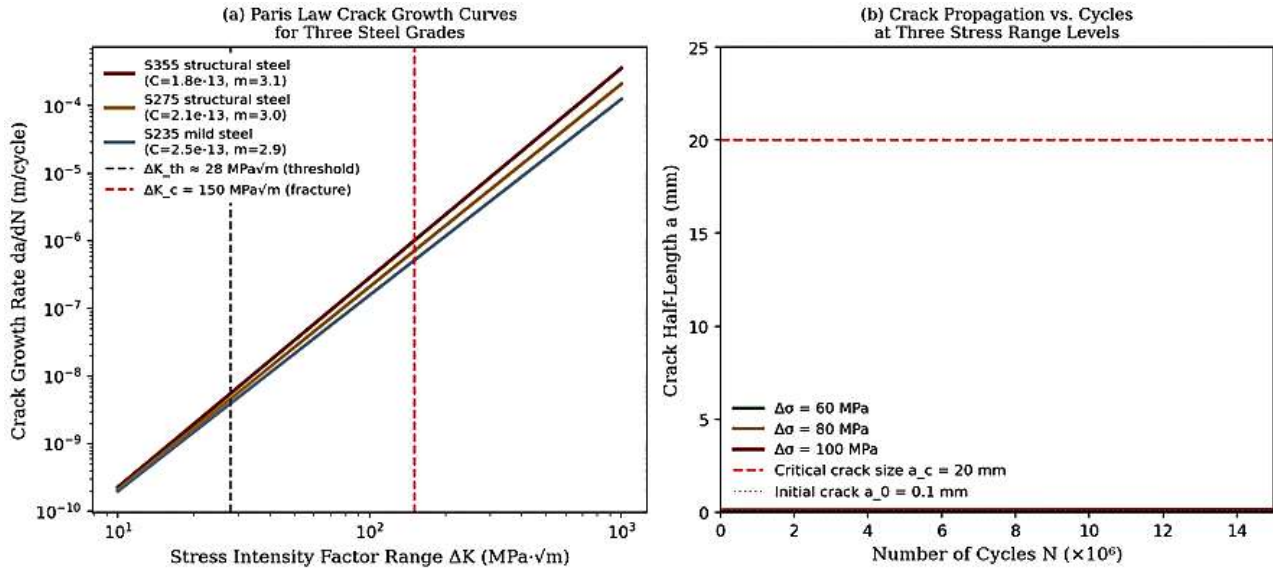 (a) Paris Law Crack Growth Curves
for Three Steel Grades
Crack Growth Rate da/dN (m/cycle)
10⁻⁴
10⁻⁵
10⁻⁶
10⁻⁷
10⁻⁸
10⁻⁹
10⁻¹⁰
S355 structural steel
(C=1.8e-13, m=3.1)
S275 structural steel
(C=2.1e-13, m=3.0)
S235 mild steel
(C=2.5e-13, m=2.9)
ΔK_th ≈ 28 MPa√m (threshold)
ΔK_c = 150 MPa√m (fracture)
10¹
10²
10³
Stress Intensity Factor Range ΔK (MPa·√m)
(b) Crack Propagation vs. Cycles
at Three Stress Range Levels
Crack Half-Length a (mm)
25
20
15
10
5
0
Δσ = 60 MPa
Δσ = 80 MPa
Δσ = 100 MPa
Critical crack size a_c = 20 mm
Initial crack a_0 = 0.1 mm
0
2
4
6
8
10
12
14
Number of Cycles N (×10⁶)